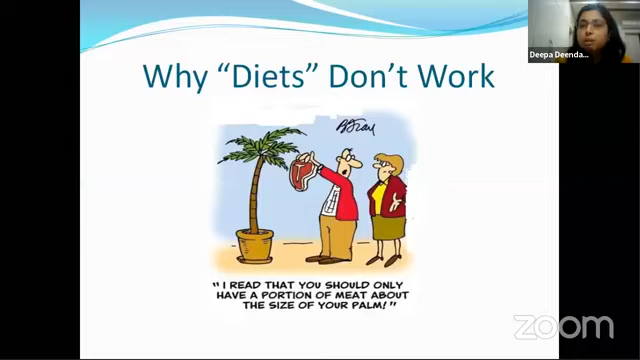 Deepa Deenda...
Why “Diets” Don’t Work
“I READ THAT YOU SHOULD ONLY
HAVE A PORTION OF MEAT ABOUT
THE SIZE OF YOUR PALM!”
zoom